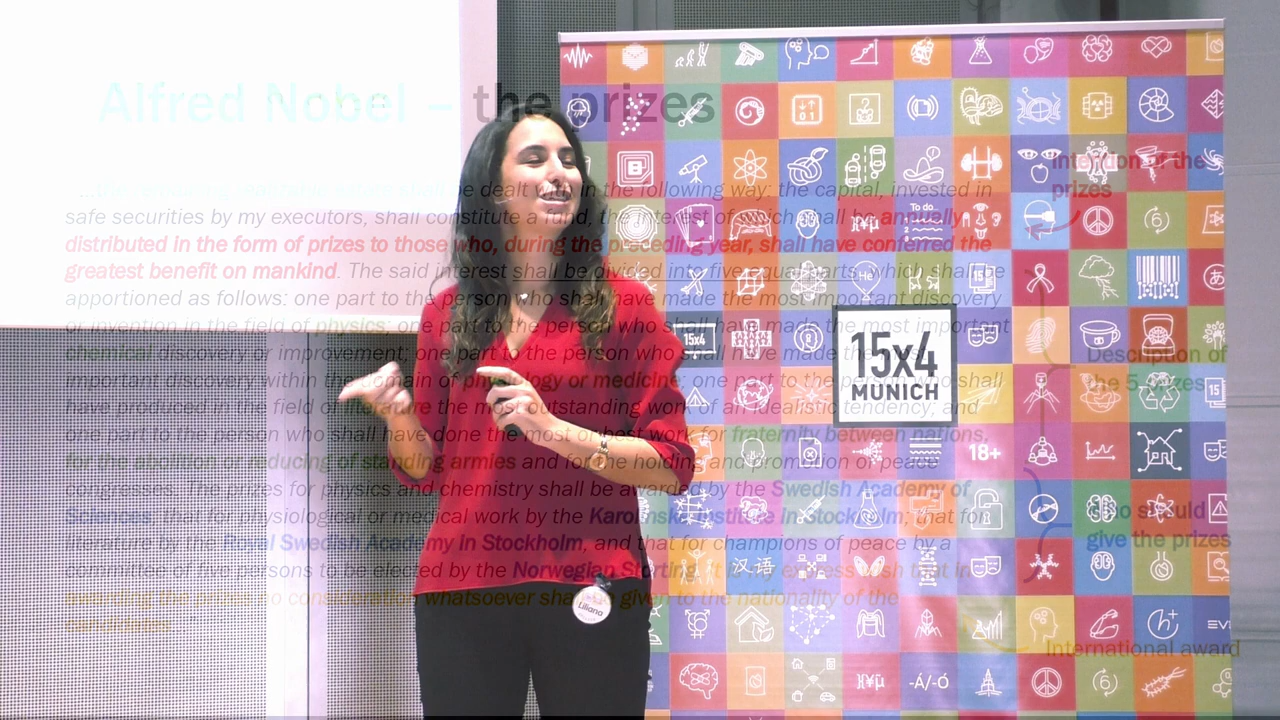 Alfred Nobel – the prizes
...the remaining realizable estate shall be dealt with in the following way: the capital, invested in
safe securities by my executors, shall constitute a fund, the interest of which shall be annually
distributed in the form of prizes to those who, during the preceding year, shall have conferred the
greatest benefit on mankind. The said interest shall be divided into five equal parts, which shall be
apportioned as follows: one part to the person who shall have made the most important discovery
or invention in the field of physics; one part to the person who shall have made the most important
chemical discovery or improvement; one part to the person who shall have made the most
important discovery within the domain of physiology or medicine; one part to the person who shall
have produced in the field of literature the most outstanding work of an idealistic tendency; and
one part to the person who shall have done the most or best work for fraternity between nations,
for the abolition or reducing of standing armies and for the holding and promotion of peace
congresses. The prizes for physics and chemistry shall be awarded by the Swedish Academy of
Sciences; that for physiological or medical work by the Karolinska Institute in Stockholm; that for
literature by the Royal Swedish Academy in Stockholm, and that for champions of peace by a
committee of five persons to be elected by the Norwegian Storting. It is my express wish that in
awarding the prizes no consideration whatsoever shall be given to the nationality of the
Intention of the
prizes
Description of
the 5 prizes
who should
give the prizes
International award
15x4
MUNICH
15x4
To do...
1
2
He
18+
汉语
あ
15
15
h+
-Á/-Ó
EV
Liliana